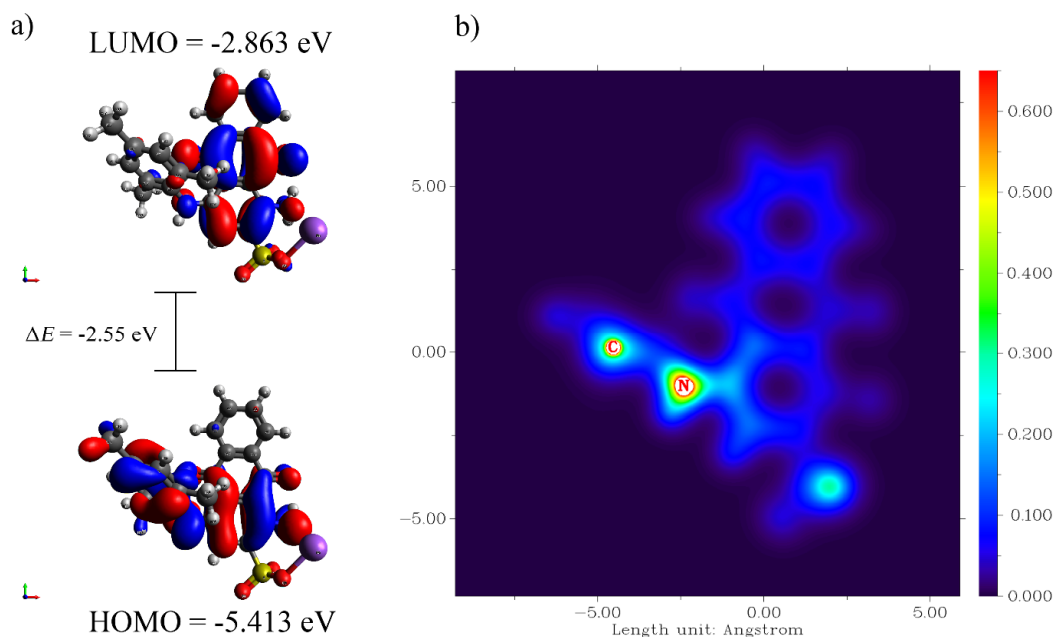 a)
LUMO = -2.863 eV
ΔE = -2.55 eV
HOMO = -5.413 eV
b)
5.00
0.00
−5.00
C
N
−5.00
0.00
5.00
Length unit: Angstrom
0.600
0.500
0.400
0.300
0.200
0.100
0.000